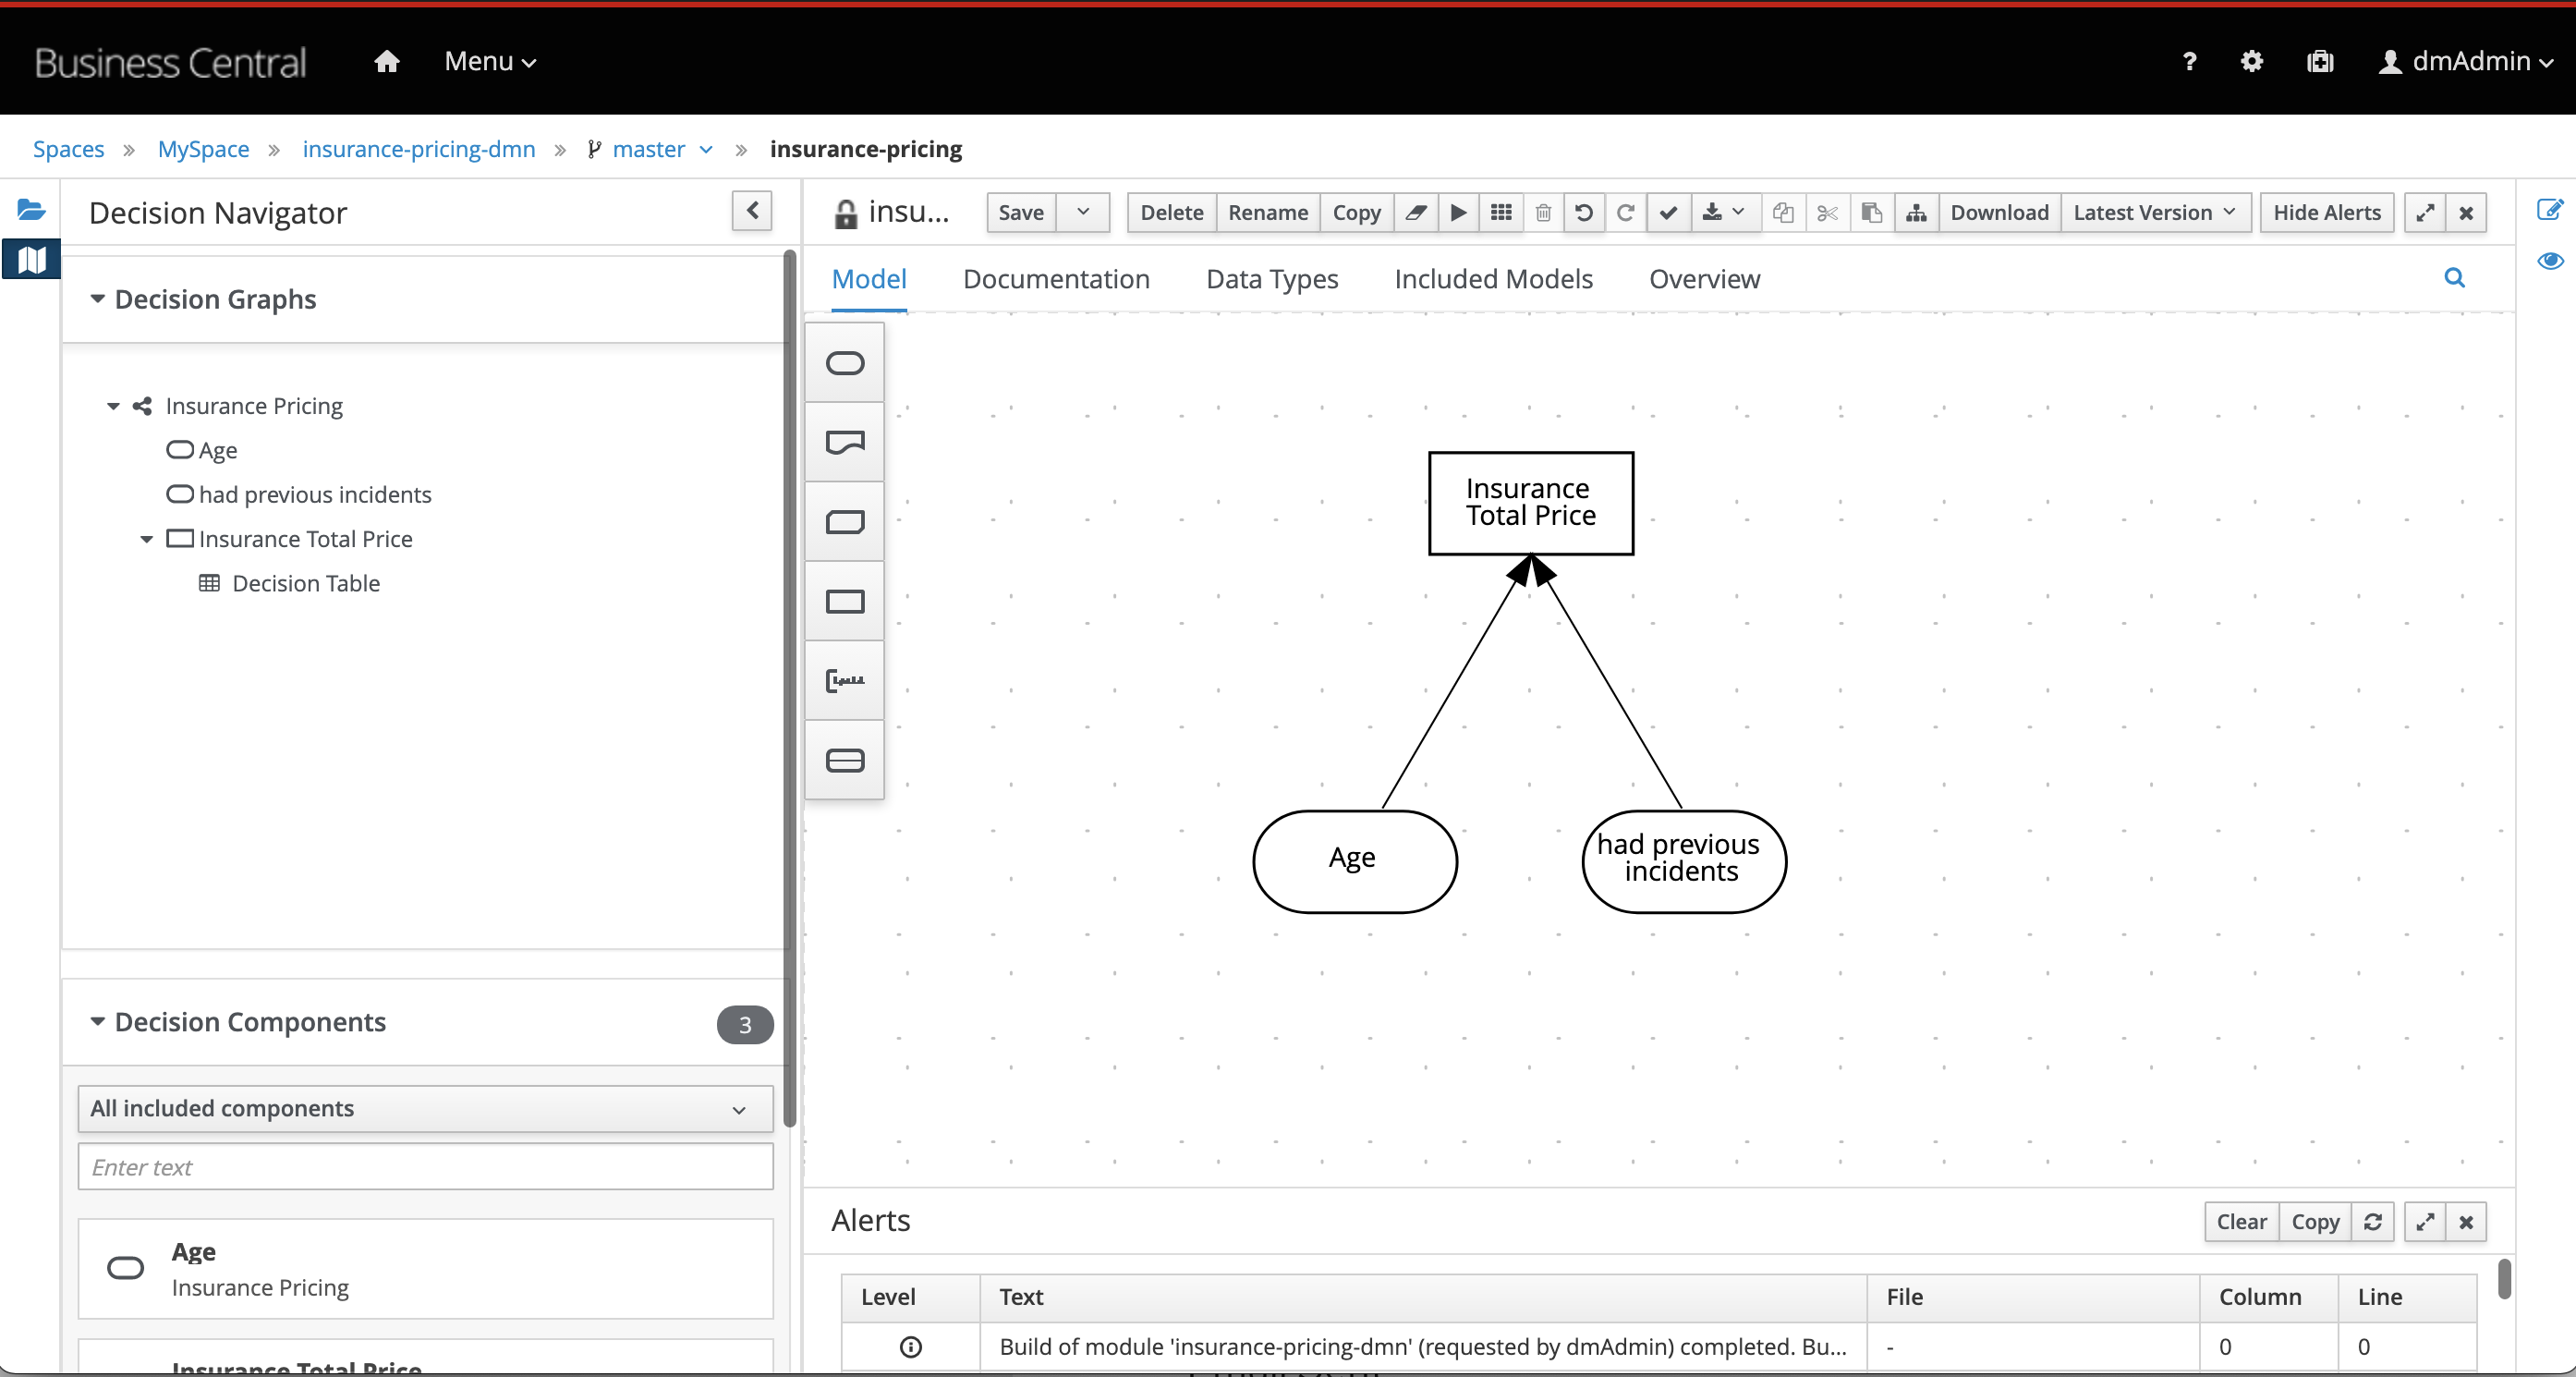 Business Central
Menu
?
dmAdmin
Spaces » MySpace » insurance-pricing-dmn » master » insurance-pricing
Decision Navigator
Decision Graphs
Insurance Pricing
Age
had previous incidents
Insurance Total Price
Decision Table
Decision Components
3
All included components
Enter text
Age
Insurance Pricing
Insurance Total Price
insu...
Save
Delete
Rename
Copy
Download
Latest Version
Hide Alerts
Model
Documentation
Data Types
Included Models
Overview
Insurance
Total Price
Age
had previous
incidents
Alerts
Clear
Copy
Level Text File Column Line
Build of module 'insurance-pricing-dmn' (requested by dmAdmin) completed. Bu... - 0 0